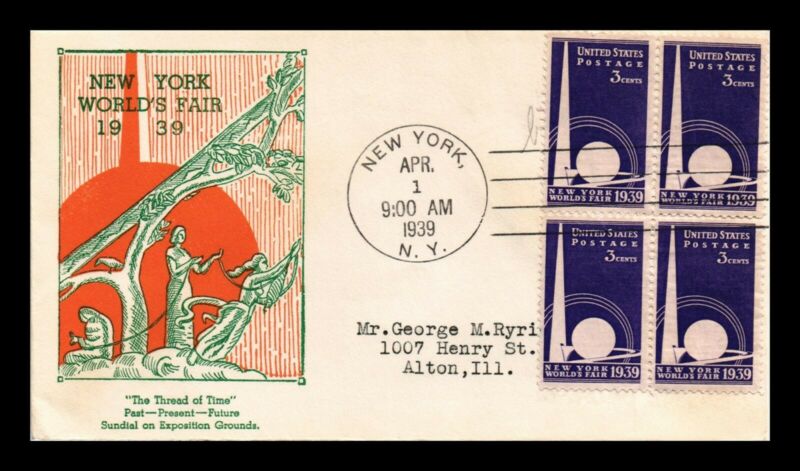 NEW YORK
WORLD'S FAIR
19 39
"The Thread of Time"
Past—Present—Future
Sundial on Exposition Grounds.
NEW YORK,
APR.
1
9:00 AM
1939
N. Y.
UNITED STATES
POSTAGE
3 CENTS
NEW YORK
WORLD'S FAIR 1939
UNITED STATES
POSTAGE
3 CENTS
NEW YORK
WORLD'S FAIR 1939
UNITED STATES
POSTAGE
3 CENTS
NEW YORK
WORLD'S FAIR 1939
UNITED STATES
POSTAGE
3 CENTS
NEW YORK
WORLD'S FAIR 1939
Mr.George M.Ryri
1007 Henry St.
Alton,Ill.